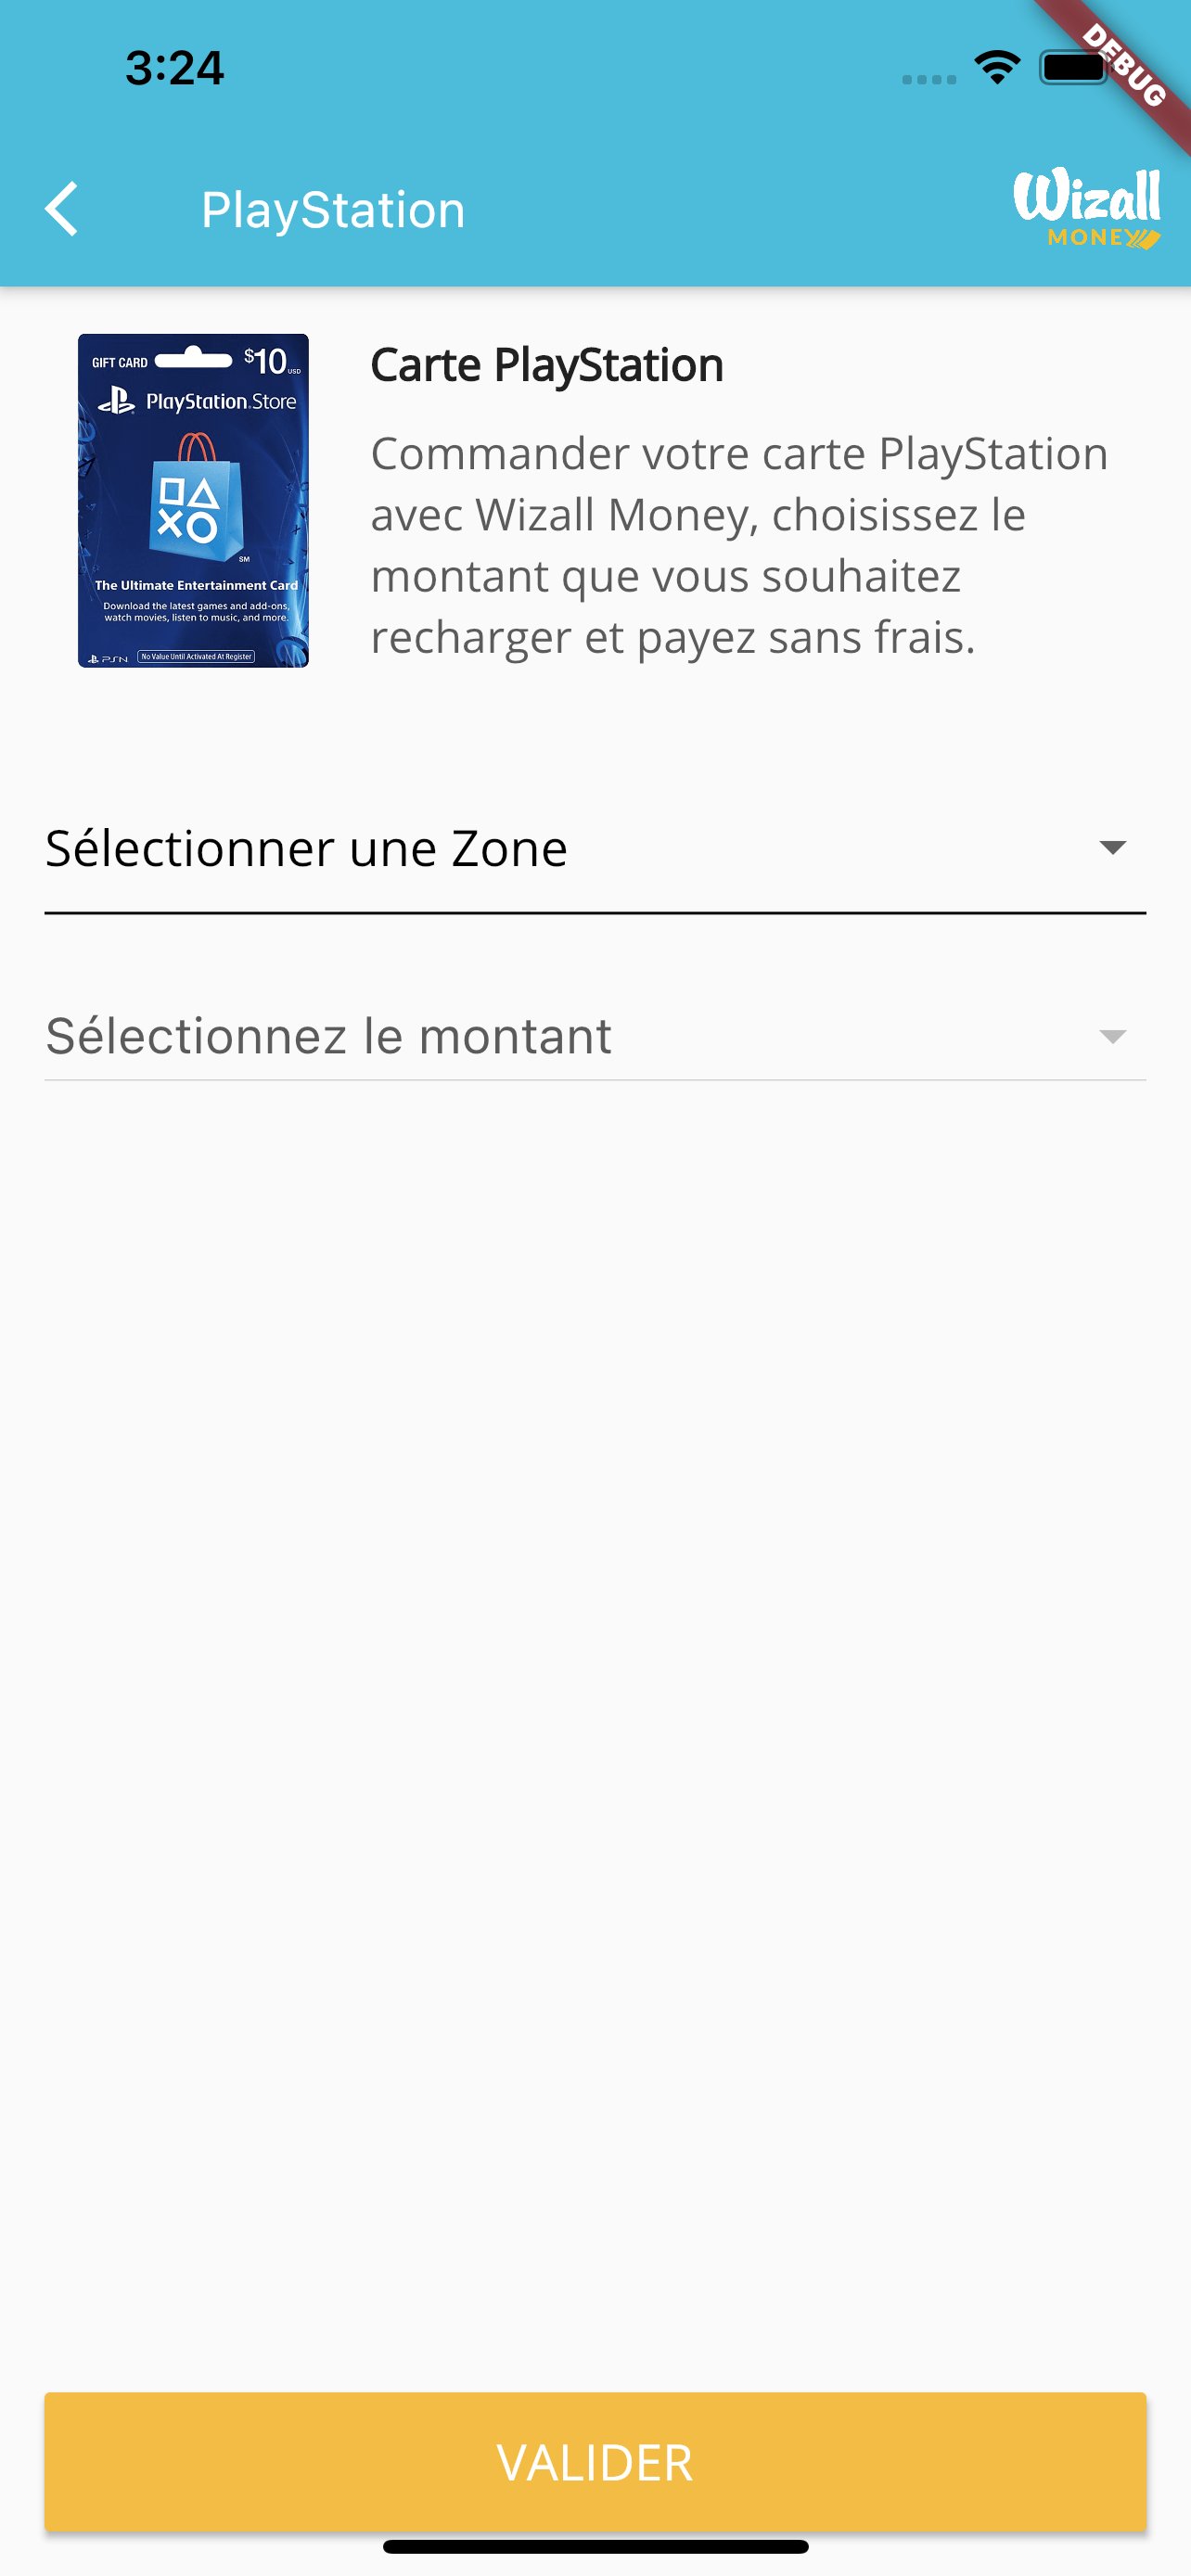 3:24
DEBUG
PlayStation
Wizall
MONEY
GIFT CARD
$10 USD
PlayStation.Store
SM
The Ultimate Entertainment Card
Download the latest games and add-ons,
watch movies, listen to music, and more.
PSN
No Value Until Activated At Register
Carte PlayStation
Commander votre carte PlayStation
avec Wizall Money, choisissez le
montant que vous souhaitez
recharger et payez sans frais.
Sélectionner une Zone
Sélectionnez le montant
VALIDER